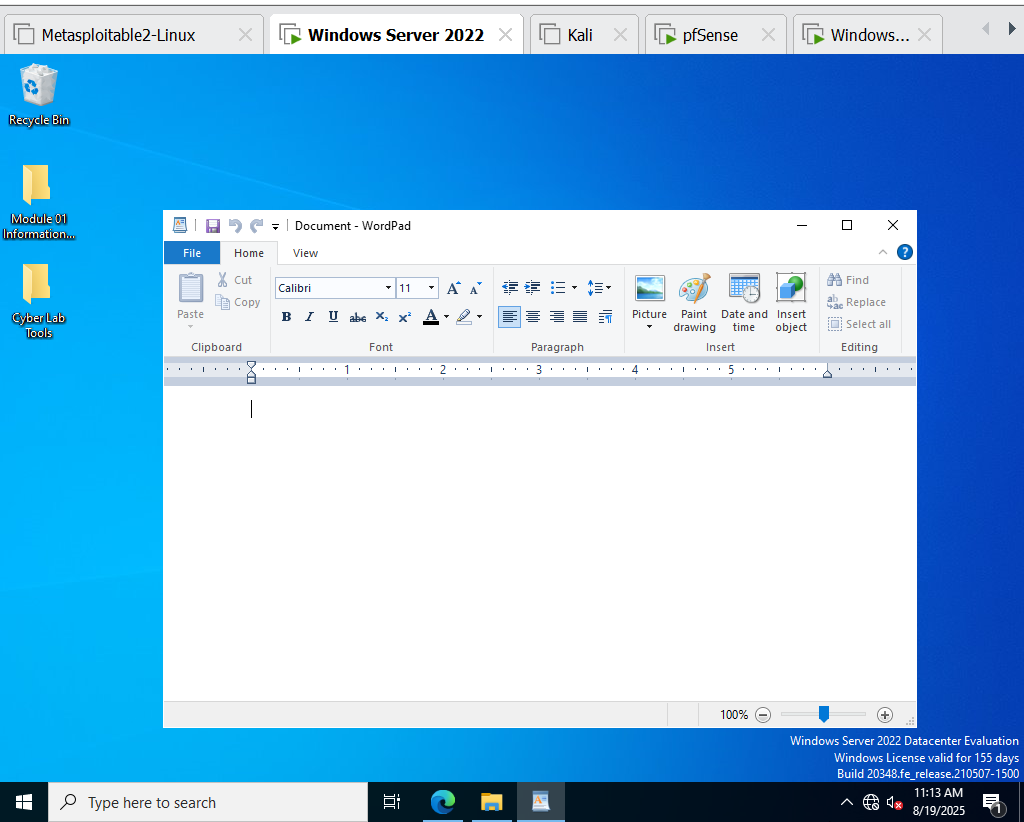 Metasploitable2-Linux
Windows Server 2022
Kali
pfSense
Windows...
Recycle Bin
Module 01
Information...
Cyber Lab
Tools
Document - WordPad
File
Home
View
?
Paste
Cut
Copy
Clipboard
Calibri
11
A A
B I U abc X₂ X² A
Font
Paragraph
Picture
Paint
drawing
Date and
time
Insert
object
Insert
Find
Replace
Select all
Editing
1 2 3 4 5
100%
Windows Server 2022 Datacenter Evaluation
Windows License valid for 155 days
Build 20348.fe_release.210507-1500
Type here to search
11:13 AM
8/19/2025
1